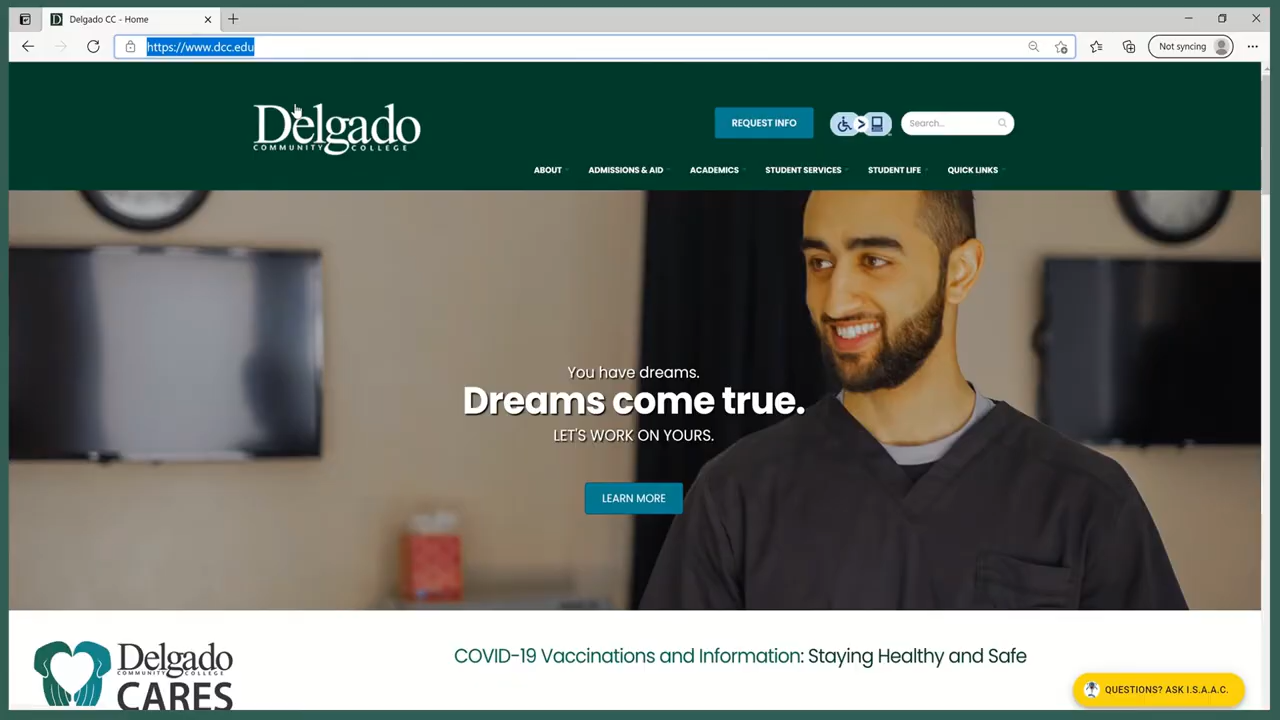 Delgado CC - Home
https://www.dcc.edu
Not syncing
Delgado
COMMUNITY COLLEGE
REQUEST INFO
Search...
ABOUT
ADMISSIONS & AID
ACADEMICS
STUDENT SERVICES
STUDENT LIFE
QUICK LINKS
You have dreams.
Dreams come true.
LET'S WORK ON YOURS.
LEARN MORE
Delgado
COMMUNITY COLLEGE
CARES
COVID-19 Vaccinations and Information: Staying Healthy and Safe
QUESTIONS? ASK I.S.A.A.C.